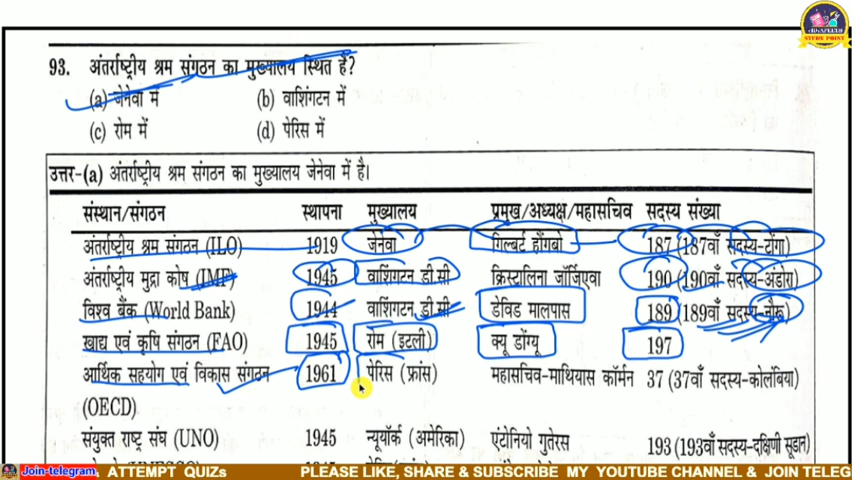 STUDY POINT
93. अंतर्राष्ट्रीय श्रम संगठन का मुख्यालय स्थित है?
(a) जेनेवा में (b) वाशिंगटन में
(c) रोम में (d) पेरिस में
उत्तर-(a) अंतर्राष्ट्रीय श्रम संगठन का मुख्यालय जेनेवा में है।
संस्थान/संगठन स्थापना मुख्यालय प्रमुख/अध्यक्ष/महासचिव सदस्य संख्या
अंतर्राष्ट्रीय श्रम संगठन (ILO) 1919 जेनेवा गिल्बर्ट हौंगबो 187 (187वाँ सदस्य-टोंगा)
अंतर्राष्ट्रीय मुद्रा कोष (IMF) 1945 वाशिंगटन डी.सी क्रिस्टालिना जॉर्जिएवा 190 (190वाँ सदस्य-अंडोरा)
विश्व बैंक (World Bank) 1944 वाशिंगटन डी.सी डेविड मालपास 189 (189वाँ सदस्य-नौरू)
खाद्य एवं कृषि संगठन (FAO) 1945 रोम (इटली) क्यू डोंग्यू 197
आर्थिक सहयोग एवं विकास संगठन 1961 पेरिस (फ्रांस) महासचिव-माथियास कॉर्मन 37 (37वाँ सदस्य-कोलंबिया)
(OECD)
संयुक्त राष्ट्र संघ (UNO) 1945 न्यूयॉर्क (अमेरिका) एंटोनियो गुतेरस 193 (193वाँ सदस्य-दक्षिणी सूडान)
Join-telegram. ATTEMPT QUIZs PLEASE LIKE, SHARE & SUBSCRIBE MY YOUTUBE CHANNEL & JOIN TELEG